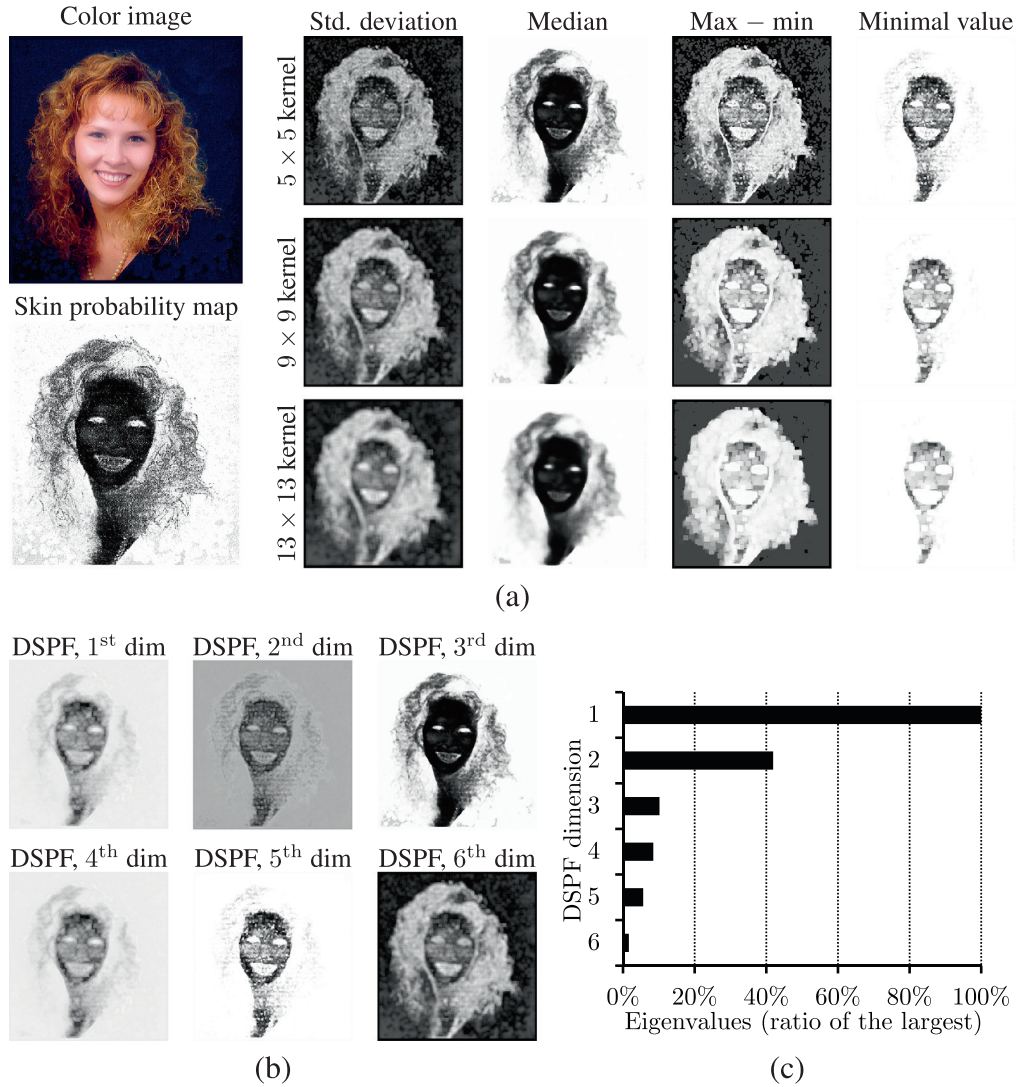 Color image
Std. deviation
Median
Max − min
Minimal value
5 × 5 kernel
Skin probability map
9 × 9 kernel
13 × 13 kernel
(a)
DSPF, 1st dim
DSPF, 2nd dim
DSPF, 3rd dim
DSPF, 4th dim
DSPF, 5th dim
DSPF, 6th dim
(b)
DSPF dimension
1
2
3
4
5
6
0% 20% 40% 60% 80% 100%
Eigenvalues (ratio of the largest)
(c)